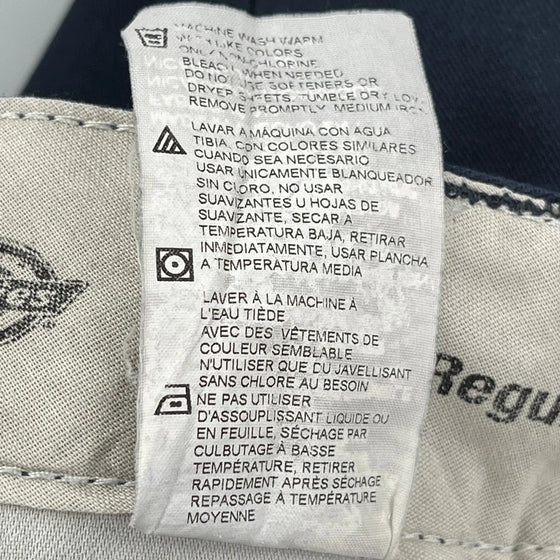 MACHINE WASH WARM
WITH LIKE COLORS
ONLY NON-CHLORINE
BLEACH WHEN NEEDED
DO NOT USE SOFTENERS OR
DRYER SHEETS, TUMBLE DRY LOW
REMOVE PROMPTLY, MEDIUM IRON
LAVAR A MÁQUINA CON AGUA
TIBIA, CON COLORES SIMILARES
CUANDO SEA NECESARIO
USAR ÚNICAMENTE BLANQUEADOR
SIN CLORO, NO USAR
SUAVIZANTES U HOJAS DE
SUAVIZANTE, SECAR A
TEMPERATURA BAJA, RETIRAR
INMEDIATAMENTE, USAR PLANCHA
A TEMPERATURA MEDIA
LAVER À LA MACHINE À
L'EAU TIÈDE
AVEC DES VÊTEMENTS DE
COULEUR SEMBLABLE
N'UTILISER QUE DU JAVELLISANT
SANS CHLORE AU BESOIN
NE PAS UTILISER
D'ASSOUPLISSANT LIQUIDE OU
EN FEUILLE, SÉCHAGE PAR
CULBUTAGE À BASSE
TEMPÉRATURE, RETIRER
RAPIDEMENT APRÈS SÉCHAGE
REPASSAGE À TEMPÉRATURE
MOYENNE
Regu